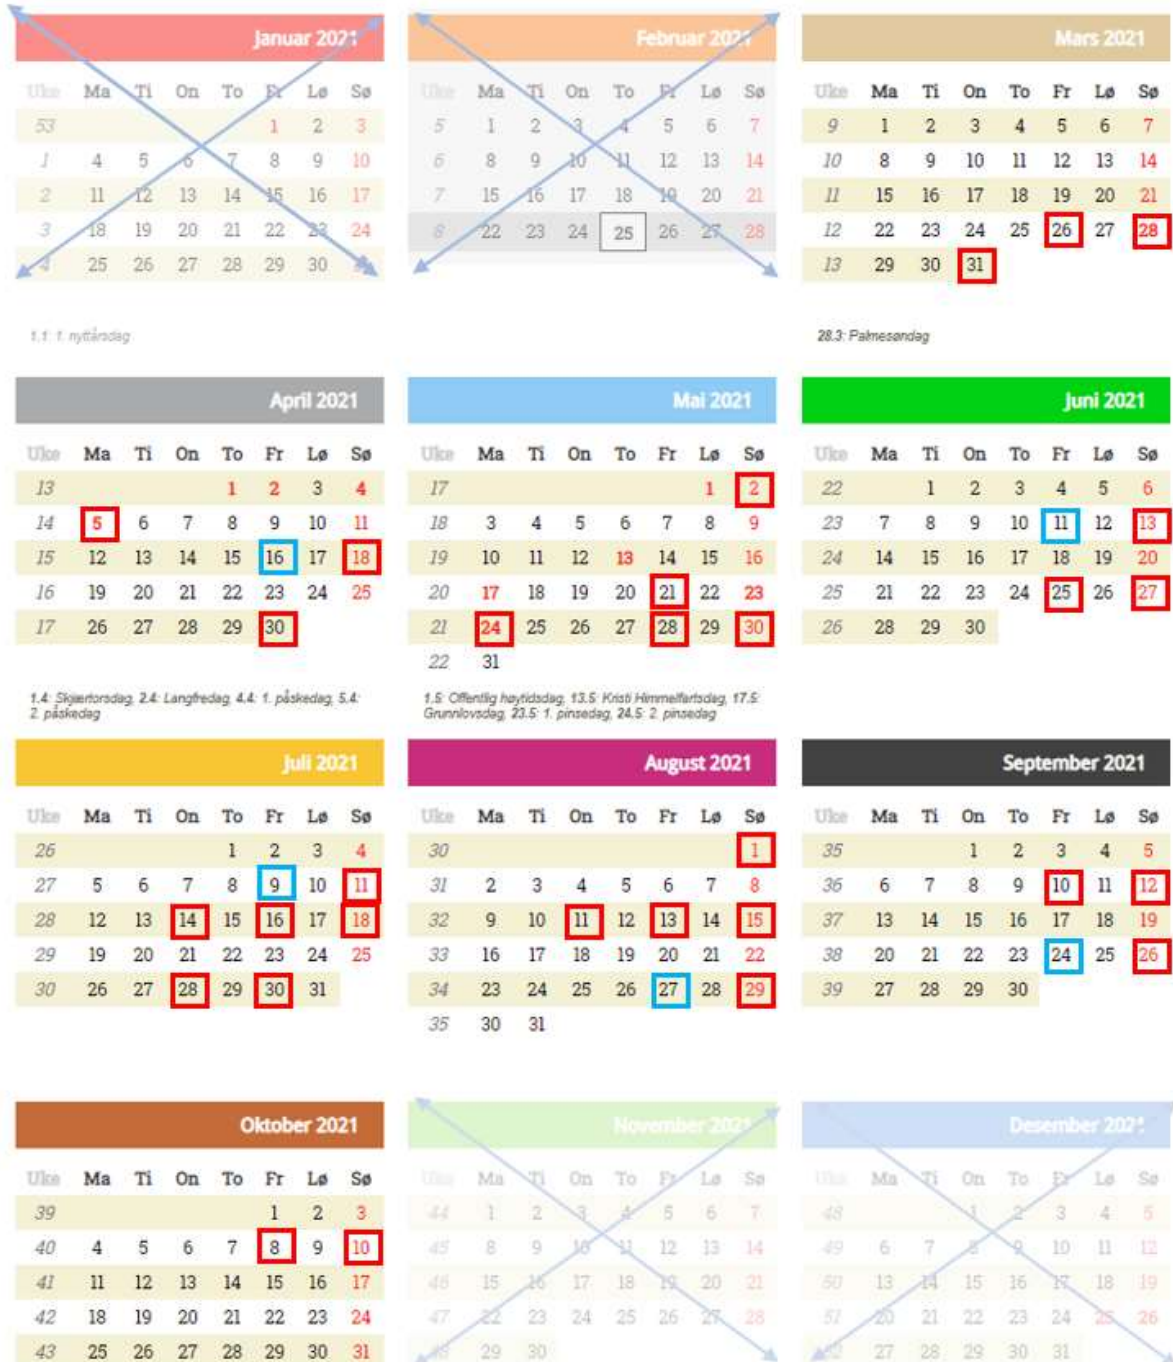 Januar 2021
Uke Ma Ti On To Fr Lø Sø
53 1 2 3
1 4 5 6 7 8 9 10
2 11 12 13 14 15 16 17
3 18 19 20 21 22 23 24
4 25 26 27 28 29 30
1.1: 1. nyttårsdag
Februar 2021
Uke Ma Ti On To Fr Lø Sø
5 1 2 3 4 5 6 7
6 8 9 10 11 12 13 14
7 15 16 17 18 19 20 21
8 22 23 24 25 26 27 28
Mars 2021
Uke Ma Ti On To Fr Lø Sø
9 1 2 3 4 5 6 7
10 8 9 10 11 12 13 14
11 15 16 17 18 19 20 21
12 22 23 24 25 26 27 28
13 29 30 31
28.3: Palmesøndag
April 2021
Uke Ma Ti On To Fr Lø Sø
13 1 2 3 4
14 5 6 7 8 9 10 11
15 12 13 14 15 16 17 18
16 19 20 21 22 23 24 25
17 26 27 28 29 30
1.4: Skjærtorsdag, 2.4: Langfredag, 4.4: 1. påskedag, 5.4:
2. påskedag
Mai 2021
Uke Ma Ti On To Fr Lø Sø
17 1 2
18 3 4 5 6 7 8 9
19 10 11 12 13 14 15 16
20 17 18 19 20 21 22 23
21 24 25 26 27 28 29 30
22 31
1.5: Offentlig høytidsdag, 13.5: Kristi Himmelfartsdag, 17.5:
Grunnlovsdag, 23.5: 1. pinsedag, 24.5: 2. pinsedag
Juni 2021
Uke Ma Ti On To Fr Lø Sø
22 1 2 3 4 5 6
23 7 8 9 10 11 12 13
24 14 15 16 17 18 19 20
25 21 22 23 24 25 26 27
26 28 29 30
Juli 2021
Uke Ma Ti On To Fr Lø Sø
26 1 2 3 4
27 5 6 7 8 9 10 11
28 12 13 14 15 16 17 18
29 19 20 21 22 23 24 25
30 26 27 28 29 30 31
August 2021
Uke Ma Ti On To Fr Lø Sø
30 1
31 2 3 4 5 6 7 8
32 9 10 11 12 13 14 15
33 16 17 18 19 20 21 22
34 23 24 25 26 27 28 29
35 30 31
September 2021
Uke Ma Ti On To Fr Lø Sø
35 1 2 3 4 5
36 6 7 8 9 10 11 12
37 13 14 15 16 17 18 19
38 20 21 22 23 24 25 26
39 27 28 29 30
Oktober 2021
Uke Ma Ti On To Fr Lø Sø
39 1 2 3
40 4 5 6 7 8 9 10
41 11 12 13 14 15 16 17
42 18 19 20 21 22 23 24
43 25 26 27 28 29 30 31
November 2021
Uke Ma Ti On To Fr Lø Sø
44 1 2 3 4 5 6 7
45 8 9 10 11 12 13 14
46 15 16 17 18 19 20 21
47 22 23 24 25 26 27 28
48 29 30
Desember 2021
Uke Ma Ti On To Fr Lø Sø
48 1 2 3 4 5
49 6 7 8 9 10 11 12
50 13 14 15 16 17 18 19
51 20 21 22 23 24 25 26
52 27 28 29 30 31